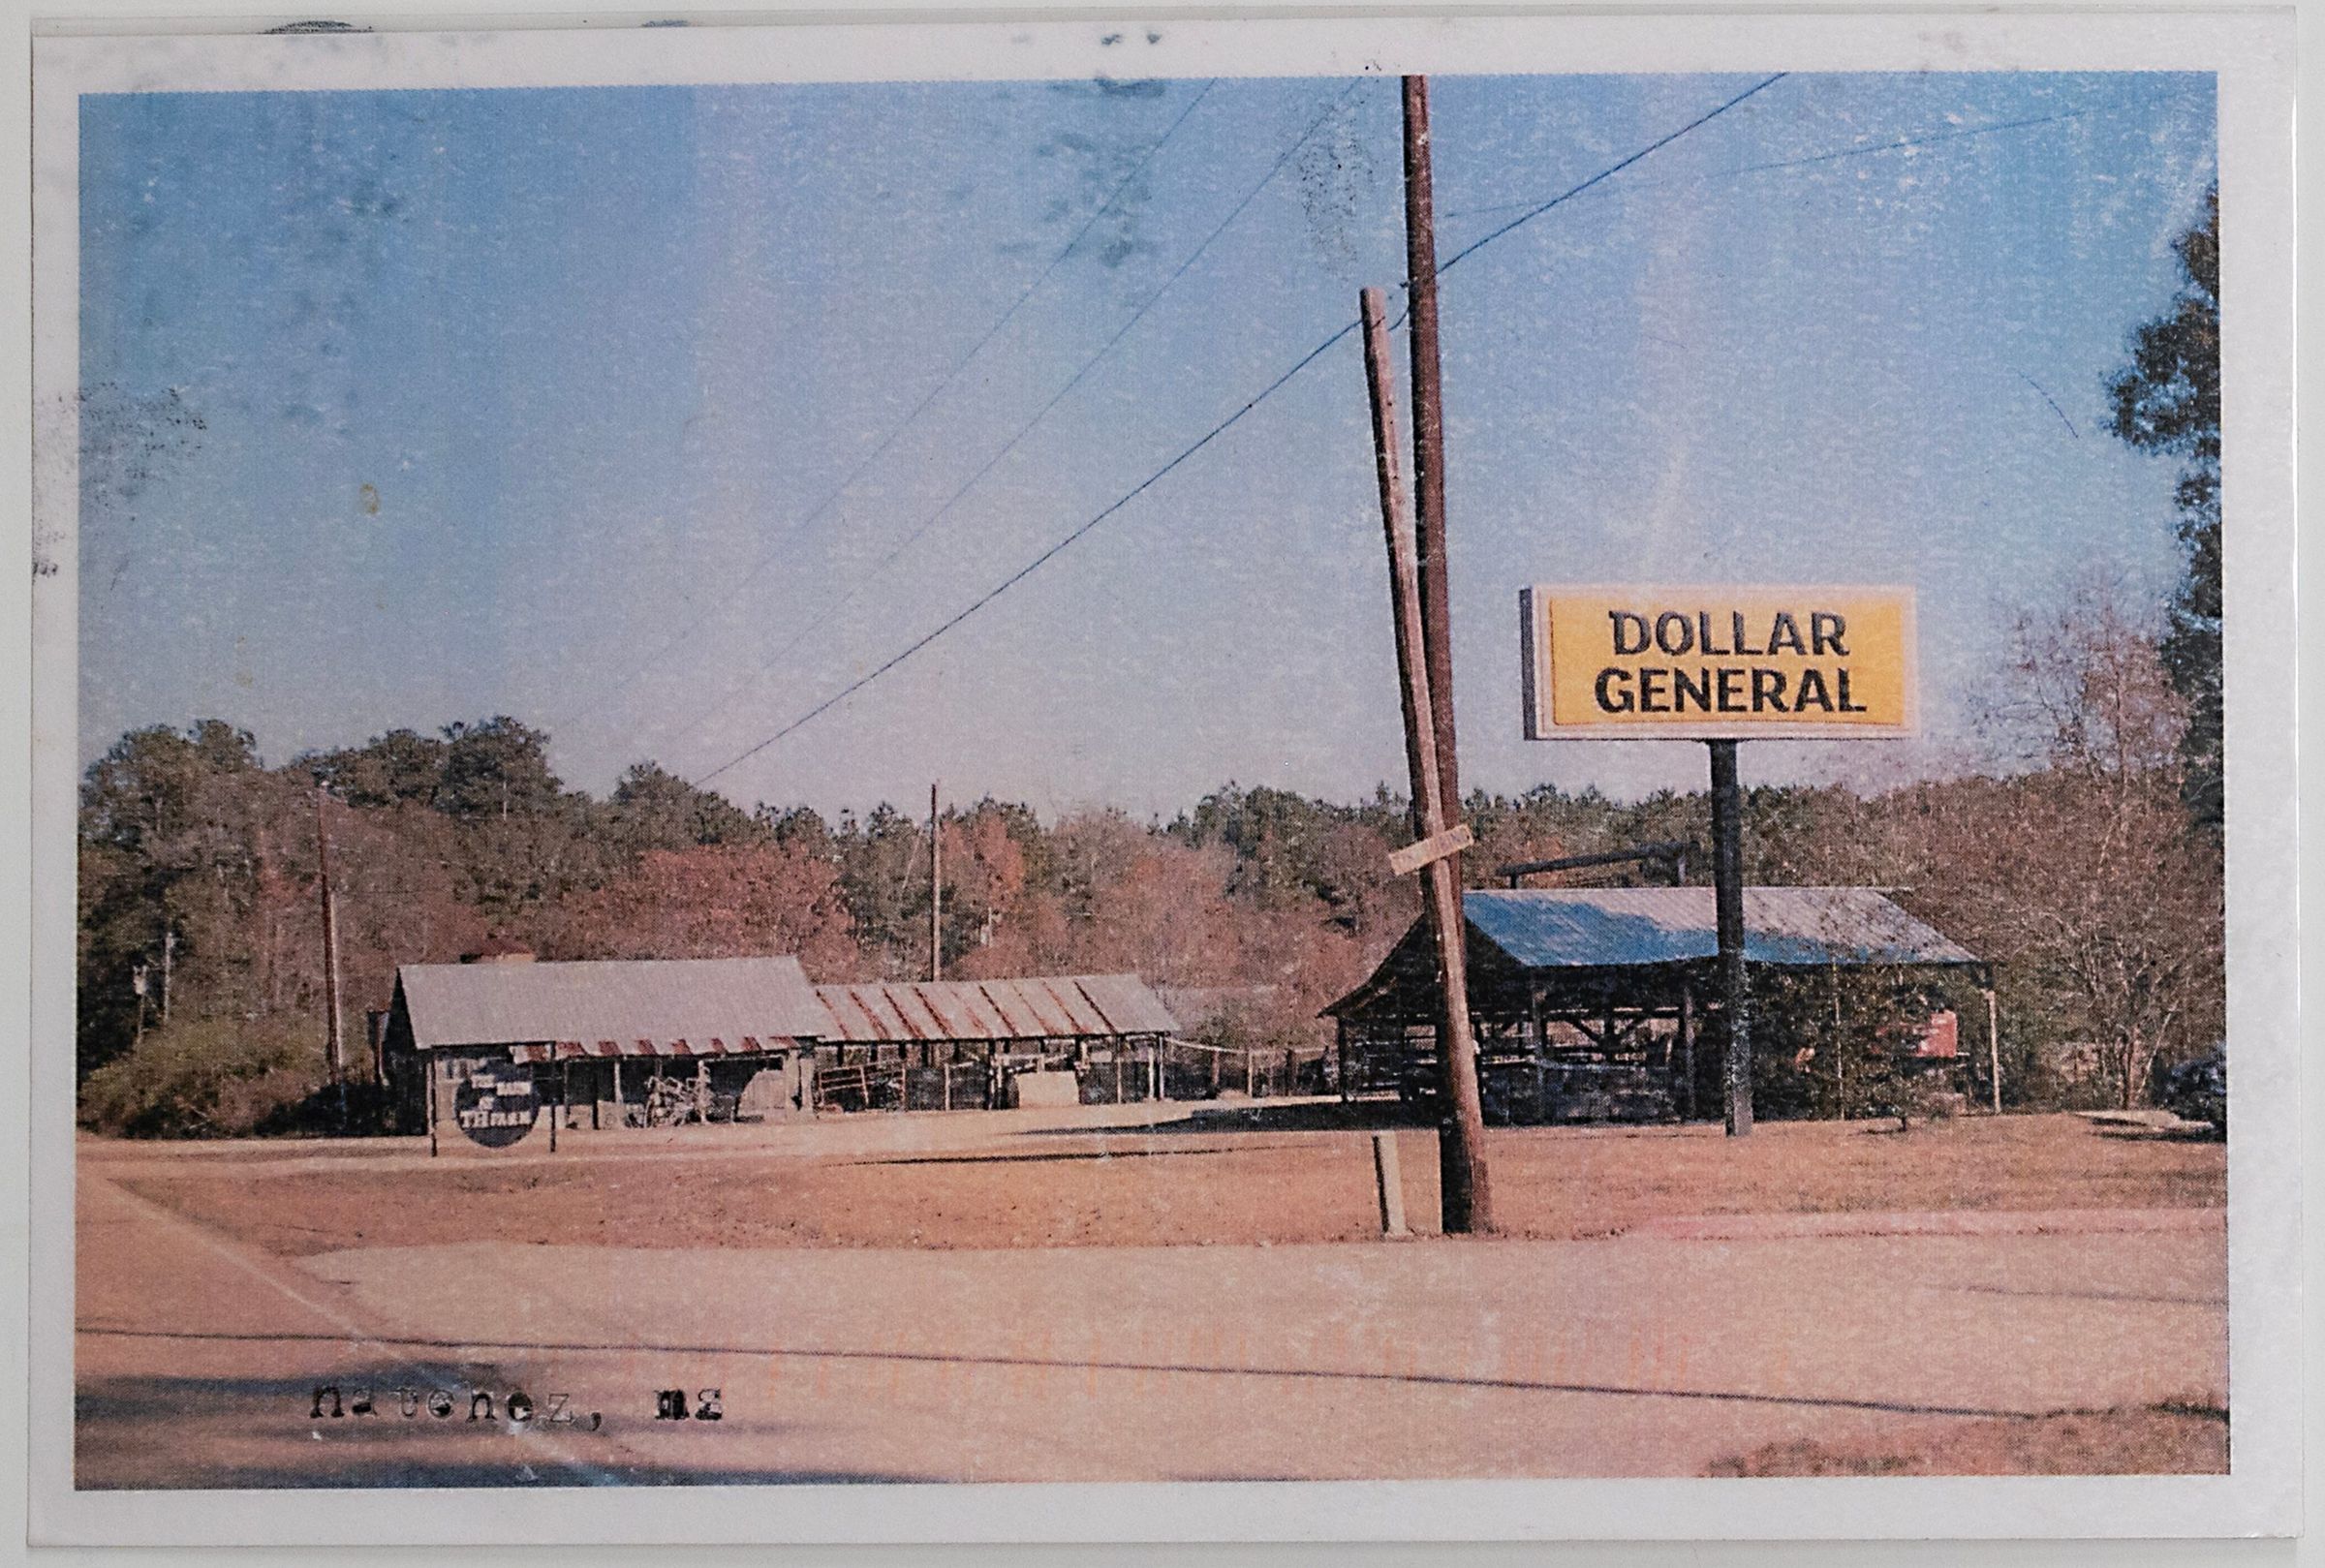 DOLLAR
GENERAL
natchez, ms